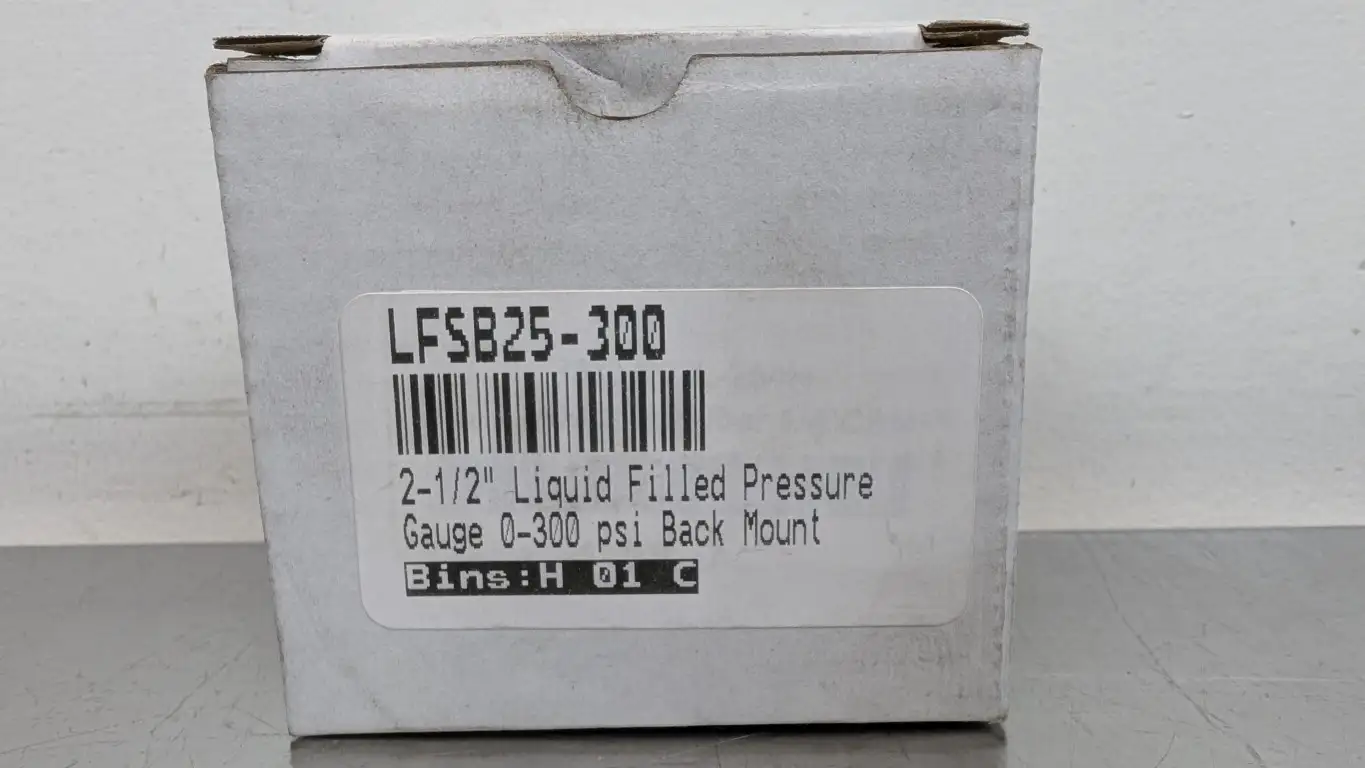 LFSB25-300
2-1/2" Liquid Filled Pressure
Gauge 0-300 psi Back Mount
Bins:H 01 C